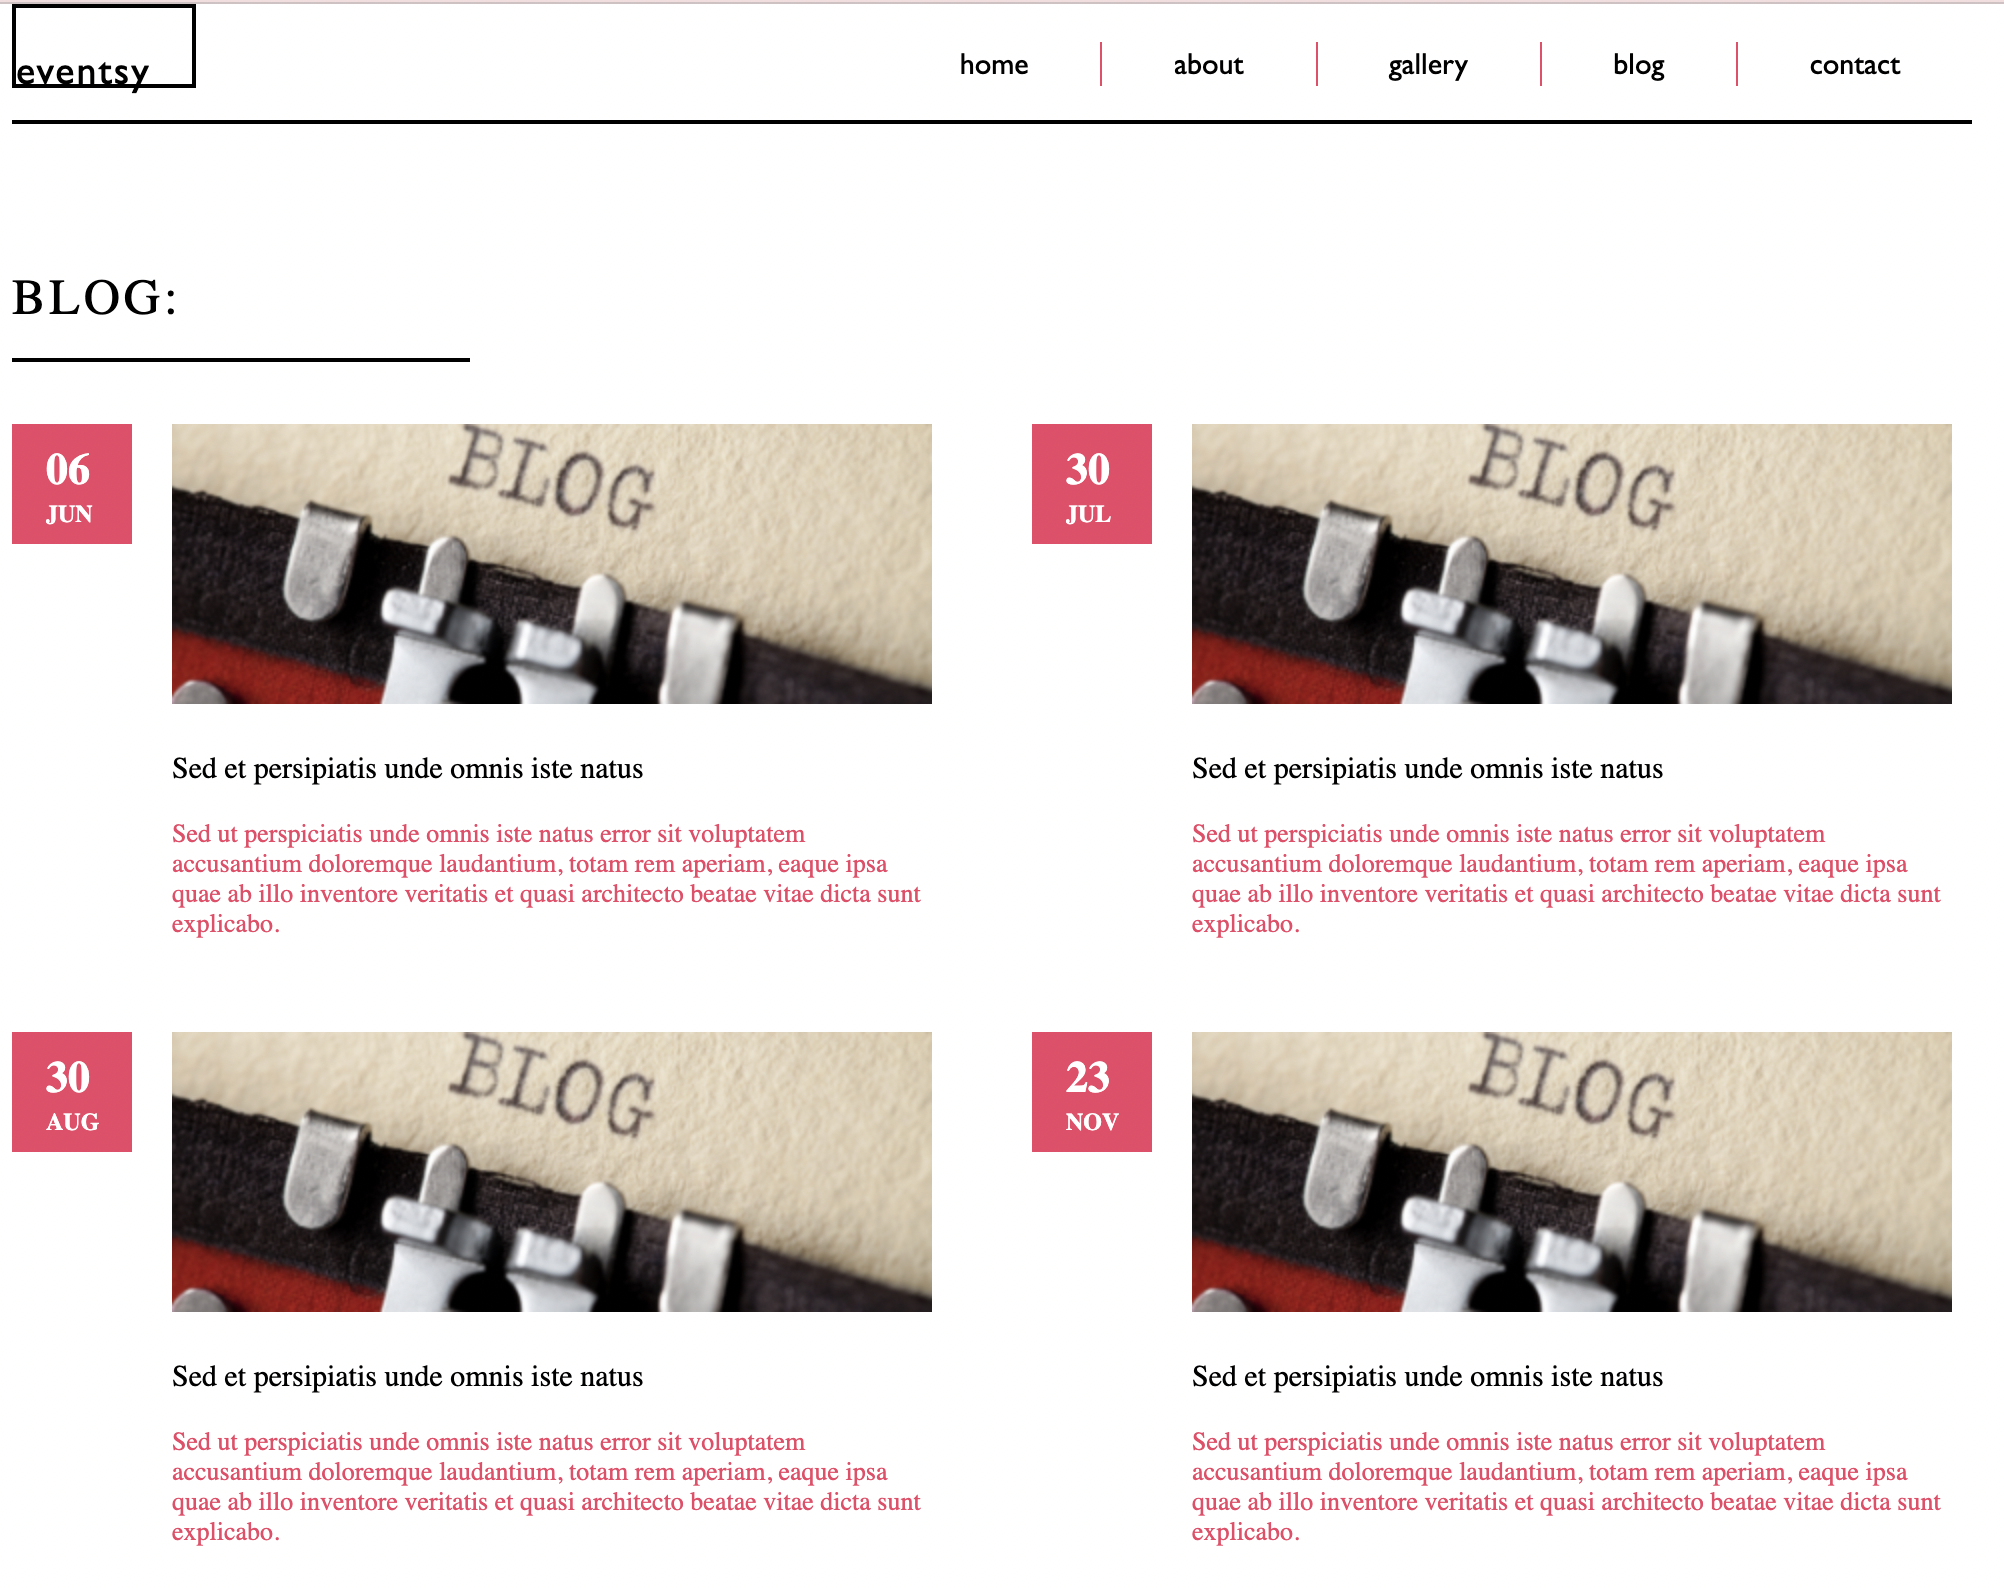 eventsy
home
about
gallery
blog
contact
BLOG:
06
JUN
BLOG
Sed et persipiatis unde omnis iste natus
Sed ut perspiciatis unde omnis iste natus error sit voluptatem
accusantium doloremque laudantium, totam rem aperiam, eaque ipsa
quae ab illo inventore veritatis et quasi architecto beatae vitae dicta sunt
explicabo.
30
JUL
BLOG
Sed et persipiatis unde omnis iste natus
Sed ut perspiciatis unde omnis iste natus error sit voluptatem
accusantium doloremque laudantium, totam rem aperiam, eaque ipsa
quae ab illo inventore veritatis et quasi architecto beatae vitae dicta sunt
explicabo.
30
AUG
BLOG
Sed et persipiatis unde omnis iste natus
Sed ut perspiciatis unde omnis iste natus error sit voluptatem
accusantium doloremque laudantium, totam rem aperiam, eaque ipsa
quae ab illo inventore veritatis et quasi architecto beatae vitae dicta sunt
explicabo.
23
NOV
BLOG
Sed et persipiatis unde omnis iste natus
Sed ut perspiciatis unde omnis iste natus error sit voluptatem
accusantium doloremque laudantium, totam rem aperiam, eaque ipsa
quae ab illo inventore veritatis et quasi architecto beatae vitae dicta sunt
explicabo.